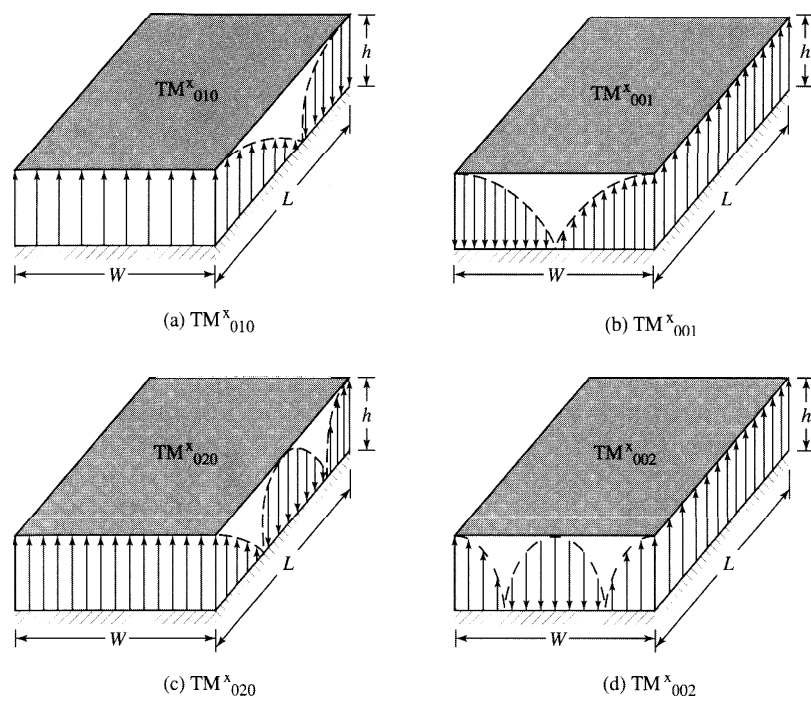 TMˣ₀₁₀
h
L
W
(a) TMˣ₀₁₀
TMˣ₀₀₁
h
L
W
(b) TMˣ₀₀₁
TMˣ₀₂₀
h
L
W
(c) TMˣ₀₂₀
TMˣ₀₀₂
h
L
W
(d) TMˣ₀₀₂